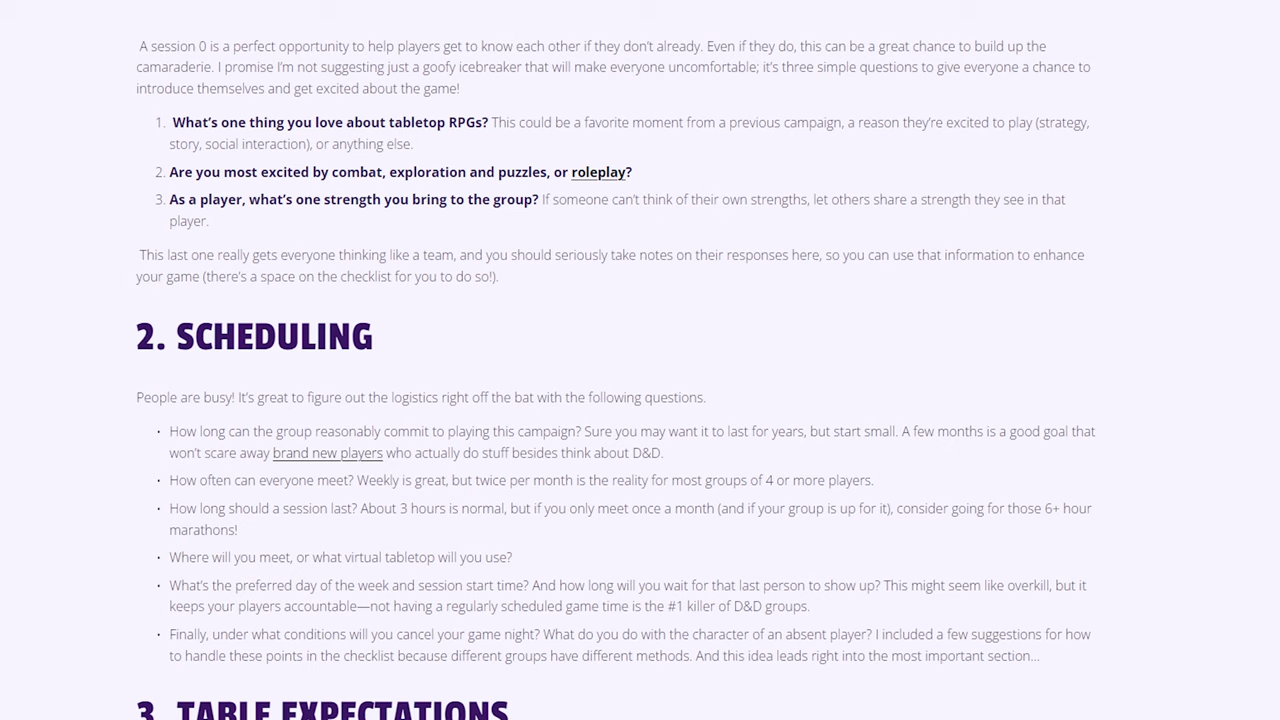 A session 0 is a perfect opportunity to help players get to know each other if they don't already. Even if they do, this can be a great chance to build up the
camaraderie. I promise I'm not suggesting just a goofy icebreaker that will make everyone uncomfortable; it's three simple questions to give everyone a chance to
introduce themselves and get excited about the game!
1. What's one thing you love about tabletop RPGs? This could be a favorite moment from a previous campaign, a reason they're excited to play (strategy,
story, social interaction), or anything else.
2. Are you most excited by combat, exploration and puzzles, or roleplay?
3. As a player, what's one strength you bring to the group? If someone can't think of their own strengths, let others share a strength they see in that
player.
This last one really gets everyone thinking like a team, and you should seriously take notes on their responses here, so you can use that information to enhance
your game (there's a space on the checklist for you to do so!).
2. SCHEDULING
People are busy! It's great to figure out the logistics right off the bat with the following questions.
• How long can the group reasonably commit to playing this campaign? Sure you may want it to last for years, but start small. A few months is a good goal that
won't scare away brand new players who actually do stuff besides think about D&D.
• How often can everyone meet? Weekly is great, but twice per month is the reality for most groups of 4 or more players.
• How long should a session last? About 3 hours is normal, but if you only meet once a month (and if your group is up for it), consider going for those 6+ hour
marathons!
• Where will you meet, or what virtual tabletop will you use?
• What's the preferred day of the week and session start time? And how long will you wait for that last person to show up? This might seem like overkill, but it
keeps your players accountable—not having a regularly scheduled game time is the #1 killer of D&D groups.
• Finally, under what conditions will you cancel your game night? What do you do with the character of an absent player? I included a few suggestions for how
to handle these points in the checklist because different groups have different methods. And this idea leads right into the most important section...
3. TABLE EXPECTATIONS